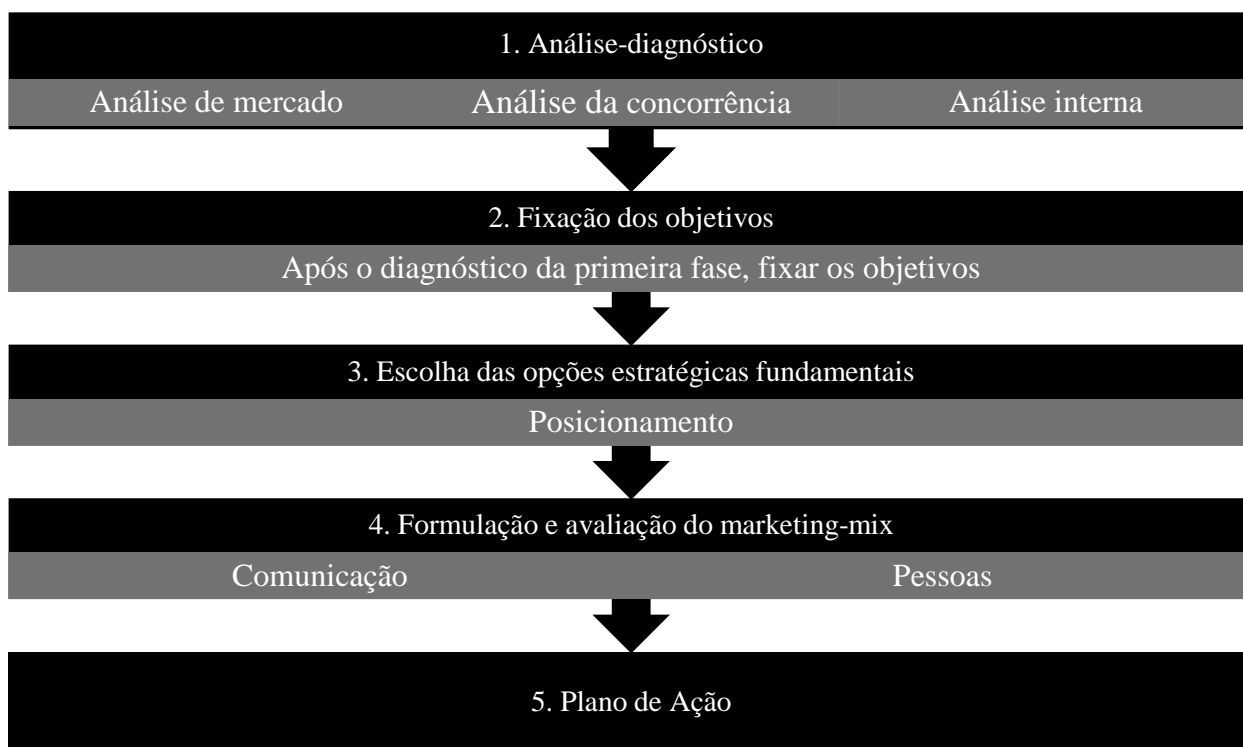 1. Análise-diagnóstico
Análise de mercado
Análise da concorrência
Análise interna
2. Fixação dos objetivos
Após o diagnóstico da primeira fase, fixar os objetivos
3. Escolha das opções estratégicas fundamentais
Posicionamento
4. Formulação e avaliação do marketing-mix
Comunicação
Pessoas
5. Plano de Ação